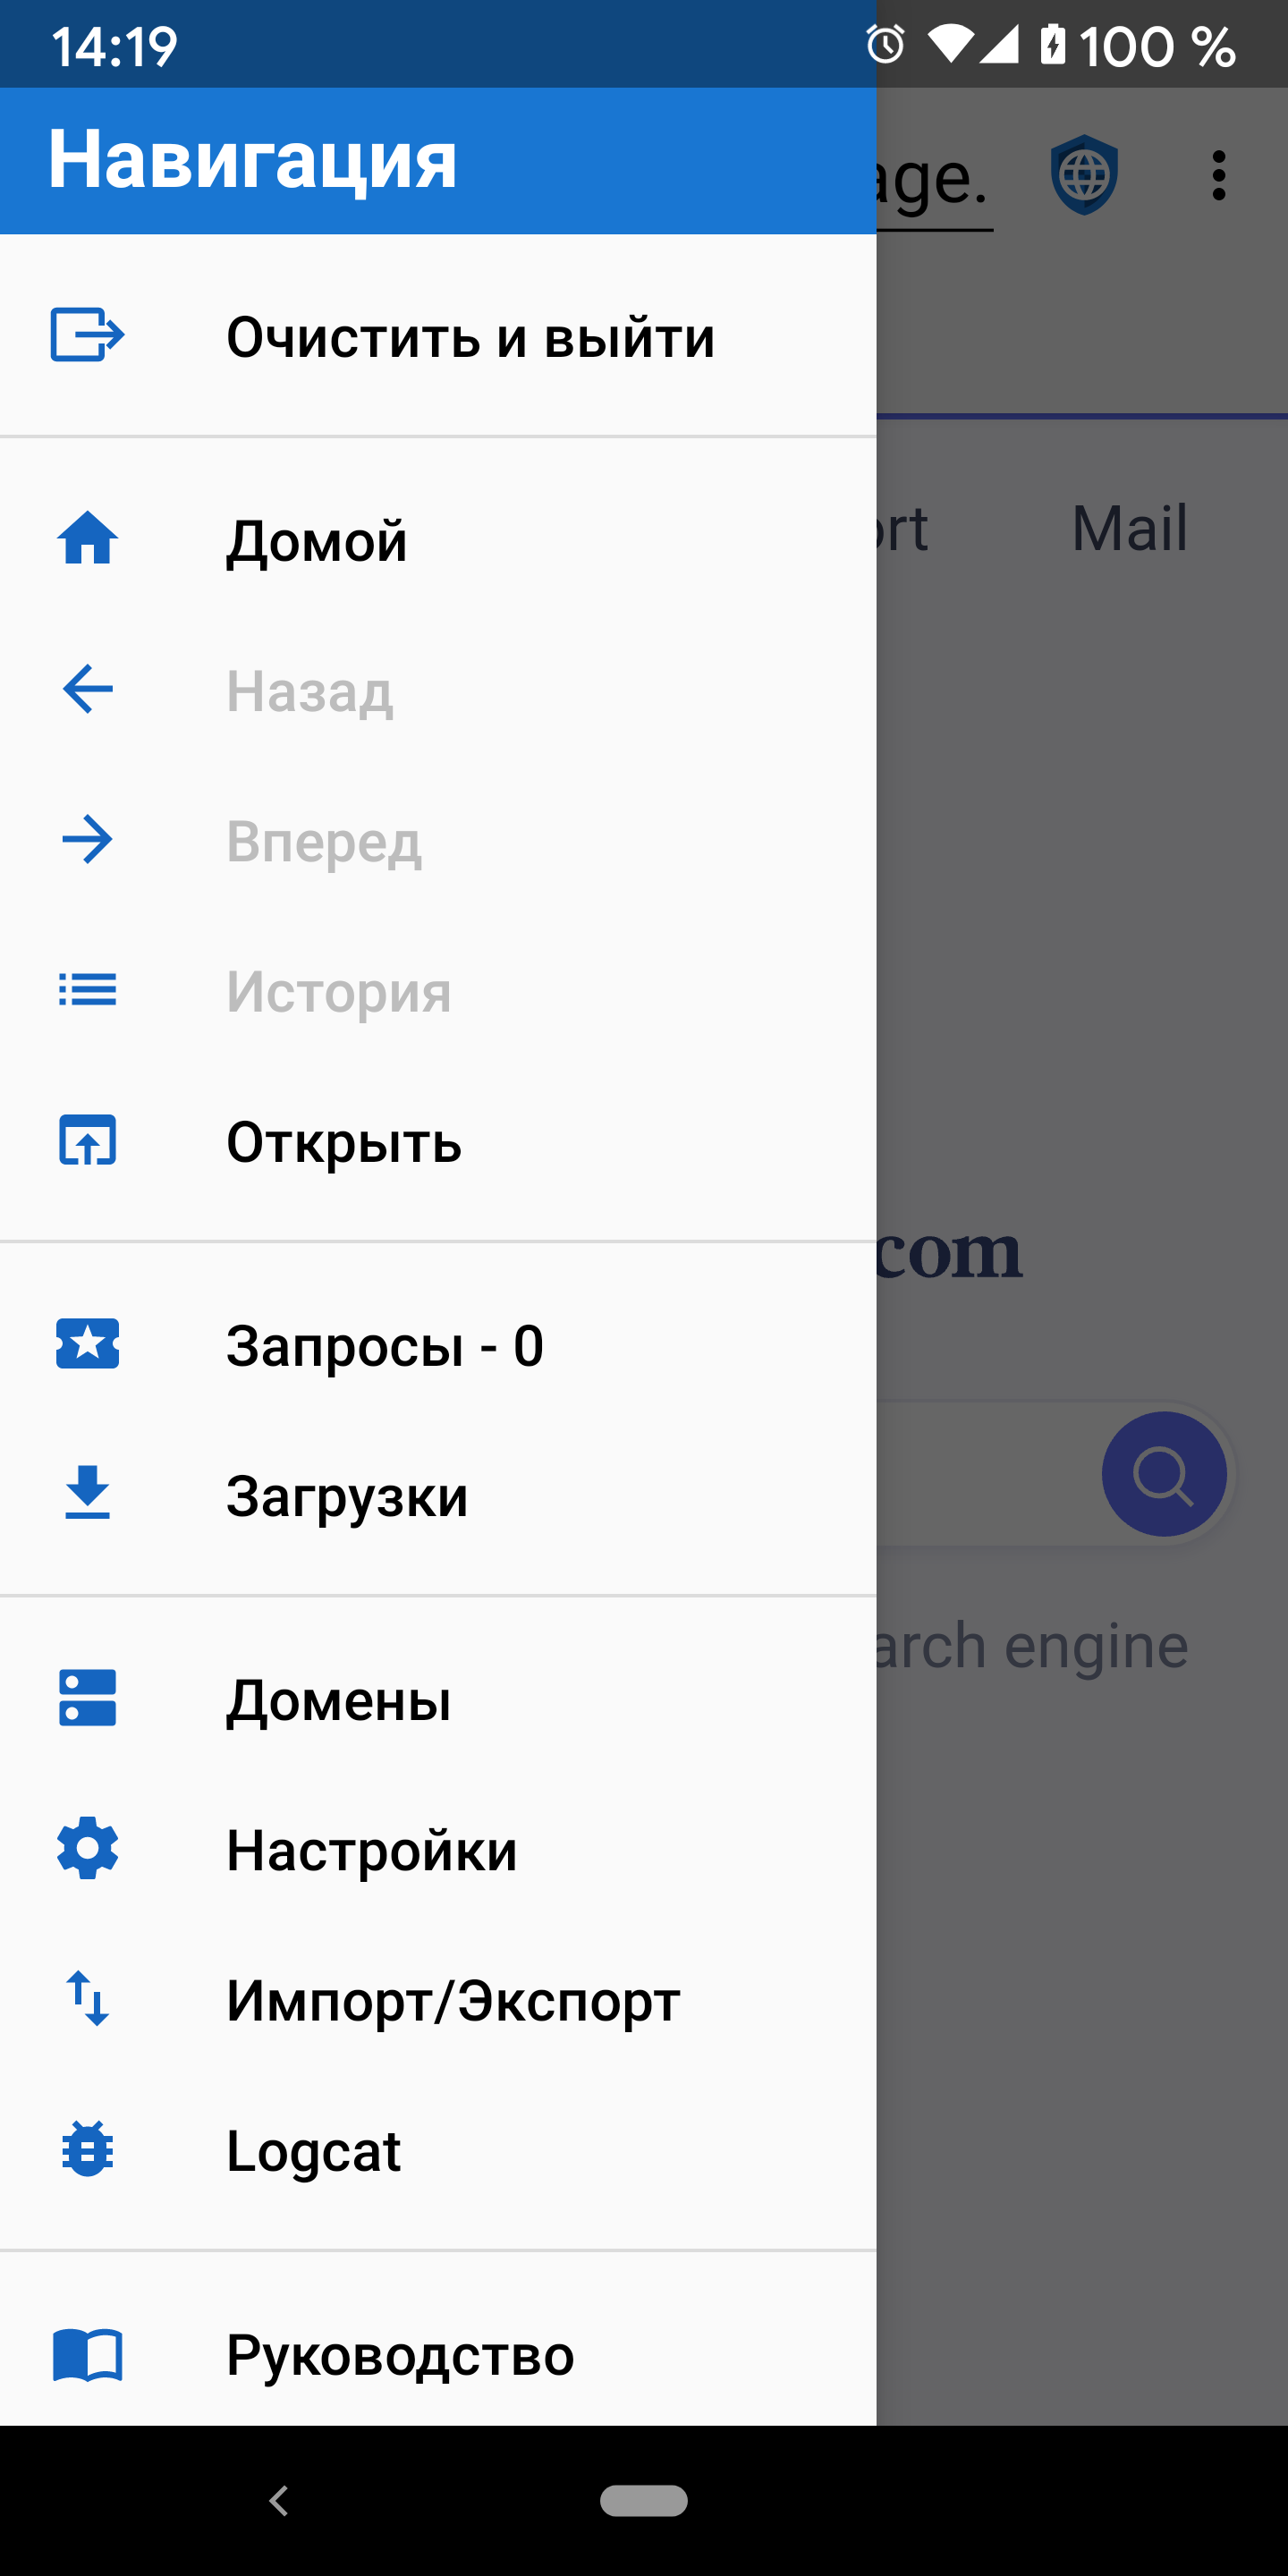 14:19
100 %
Навигация
age.
Очистить и выйти
Домой
ort
Mail
Назад
Вперед
История
Открыть
com
Запросы - 0
Загрузки
arch engine
Домены
Настройки
Импорт/Экспорт
Logcat
Руководство